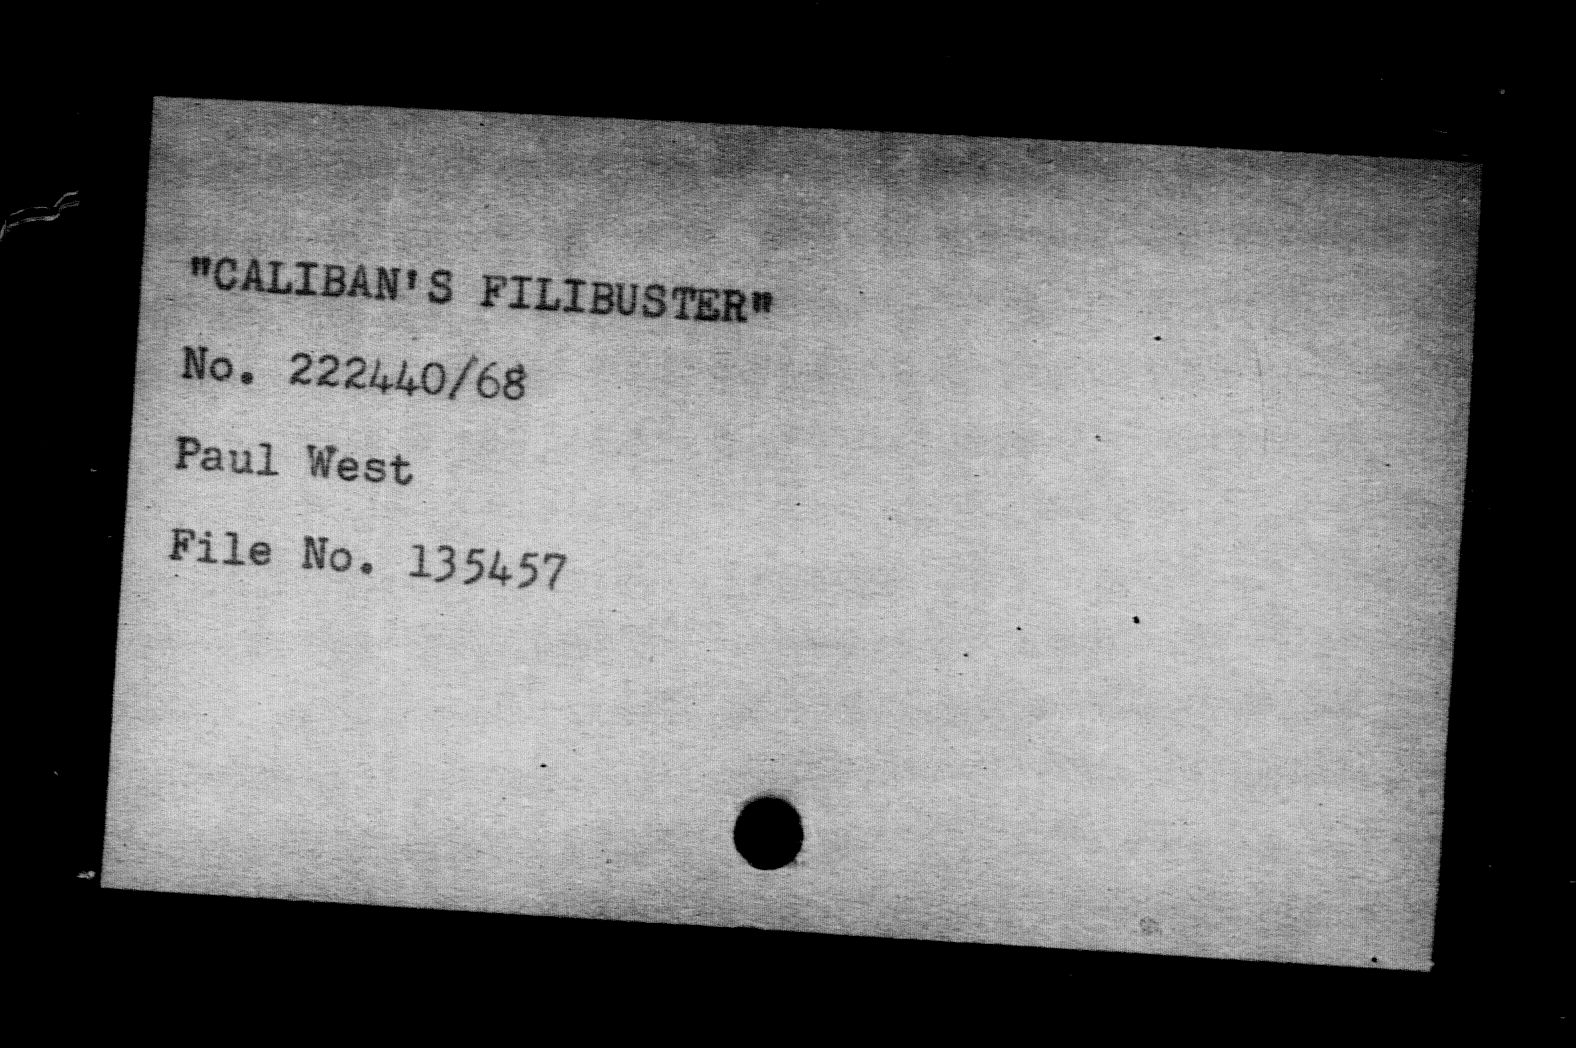 "CALIBAN'S FILIBUSTER"
No. 222440/68
Paul West
File No. 135457